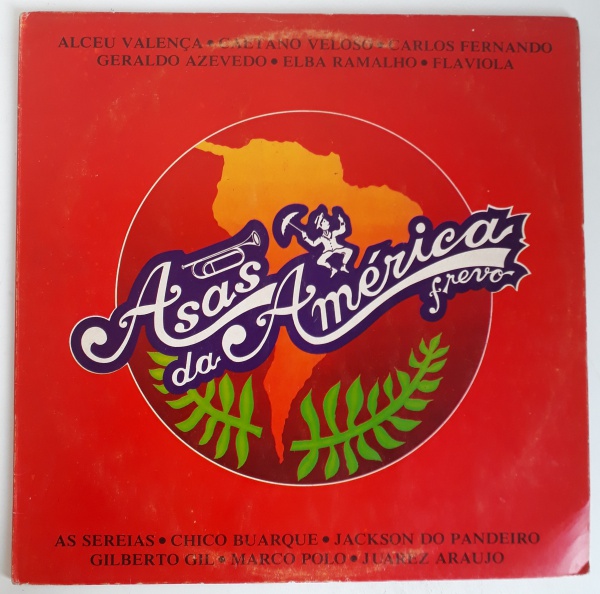 ALCEU VALENÇA • CAETANO VELOSO • CARLOS FERNANDO
GERALDO AZEVEDO • ELBA RAMALHO • FLAVIOLA
Asas
da América
frevo
AS SEREIAS • CHICO BUARQUE • JACKSON DO PANDEIRO
GILBERTO GIL • MARCO POLO • JUAREZ ARAUJO